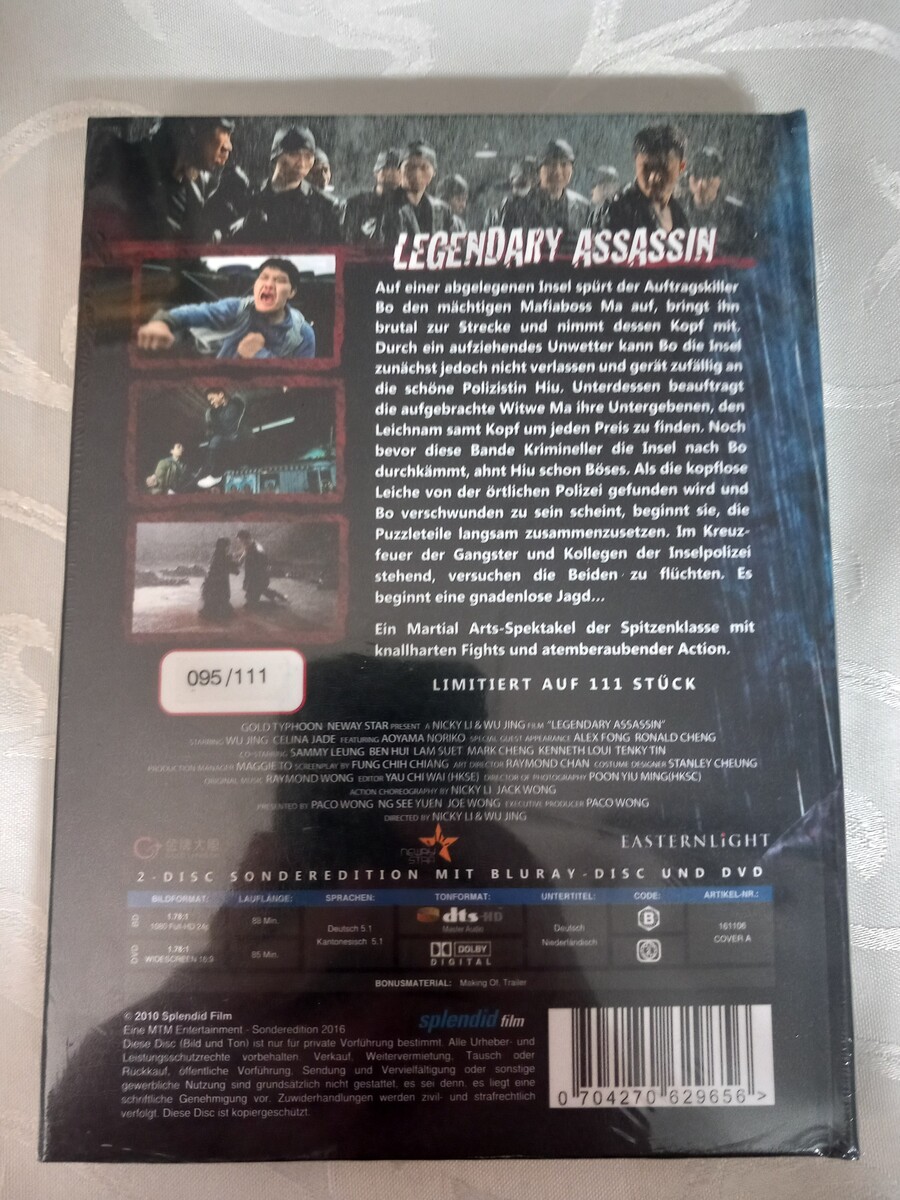 LEGENDARY ASSASSIN
Auf einer abgelegenen Insel spürt der Auftragskiller
Bo den mächtigen Mafiaboss Ma auf, bringt ihn
brutal zur Strecke und nimmt dessen Kopf mit.
Durch ein aufziehendes Unwetter kann Bo die Insel
zunächst jedoch nicht verlassen und gerät zufällig an
die schöne Polizistin Hiu. Unterdessen beauftragt
die aufgebrachte Witwe Ma ihre Untergebenen, den
Leichnam samt Kopf um jeden Preis zu finden. Noch
bevor diese Bande Krimineller die Insel nach Bo
durchkämmt, ahnt Hiu schon Böses. Als die kopflose
Leiche von der örtlichen Polizei gefunden wird und
Bo verschwunden zu sein scheint, beginnt sie, die
Puzzleteile langsam zusammenzusetzen. Im Kreuz-
feuer der Gangster und Kollegen der Inselpolizei
stehend, versuchen die Beiden zu flüchten. Es
beginnt eine gnadenlose Jagd...
Ein Martial Arts-Spektakel der Spitzenklasse mit
knallharten Fights und atemberaubender Action.
095/111
LIMITIERT AUF 111 STÜCK
GOLD TYPHOON NEWAY STAR PRESENT A NICKY LI & WU JING FILM "LEGENDARY ASSASSIN"
STARRING WU JING CELINA JADE FEATURING AOYAMA NORIKO SPECIAL GUEST APPEARANCE ALEX FONG RONALD CHENG
CO-STARRING SAMMY LEUNG BEN HUI LAM SUET MARK CHENG KENNETH LOUI TENKY TIN
PRODUCTION MANAGER MAGGIE TO SCREENPLAY BY FUNG CHIH CHIANG ART DIRECTOR RAYMOND CHAN COSTUME DESIGNER STANLEY CHEUNG
ORIGINAL MUSIC RAYMOND WONG EDITOR YAU CHI WAI (HKSE) DIRECTOR OF PHOTOGRAPHY POON YIU MING(HKSC)
ACTION CHOREOGRAPHY BY NICKY LI JACK WONG
PRESENTED BY PACO WONG NG SEE YUEN JOE WONG EXECUTIVE PRODUCER PACO WONG
DIRECTED BY NICKY LI & WU JING
金牌大風
NEWAY STAR
EASTERNLiGHT
2-DISC SONDEREDITION MIT BLURAY-DISC UND DVD
BILDFORMAT: LAUFLÄNGE: SPRACHEN: TONFORMAT: UNTERTITEL: CODE: ARTIKEL-NR.:
BD 1.78:1 1080 Full-HD 24p 89 Min.
DVD 1.78:1 WIDESCREEN 16:9 85 Min.
Deutsch 5.1
Kantonesisch 5.1
dts-HD
Master Audio
DOLBY
DIGITAL
Deutsch
Niederländisch
B
161106
COVER A
BONUSMATERIAL: Making Of, Trailer
© 2010 Splendid Film
Eine MTM Entertainment - Sonderedition 2016
Diese Disc (Bild und Ton) ist nur für private Vorführung bestimmt. Alle Urheber- und
Leistungsschutzrechte vorbehalten. Verkauf, Weitervermietung, Tausch oder
Rückkauf, öffentliche Vorführung, Sendung und Vervielfältigung oder sonstige
gewerbliche Nutzung sind grundsätzlich nicht gestattet, es sei denn, es liegt eine
schriftliche Genehmigung vor. Zuwiderhandlungen werden zivil- und strafrechtlich
verfolgt. Diese Disc ist kopiergeschützt.
splendid film
0 704270 629656 >